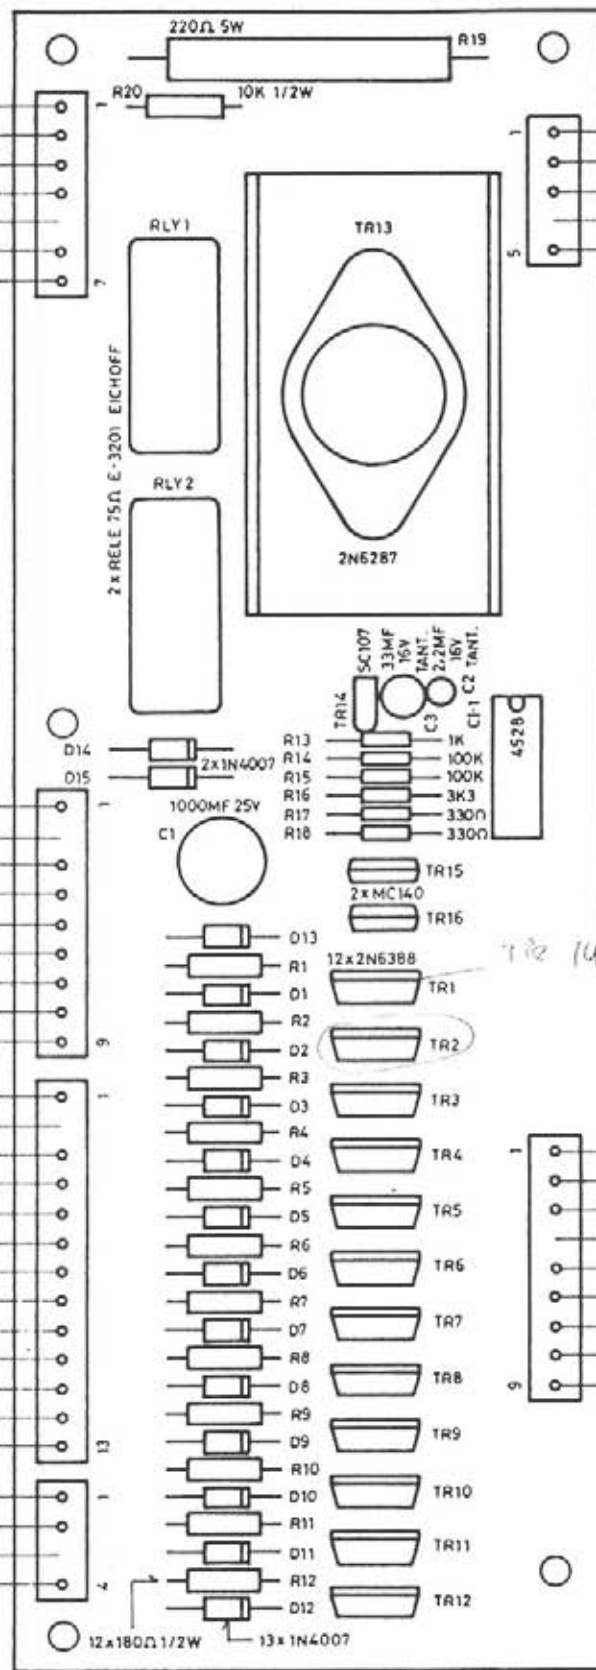 220Ω 5W
R19
R20
10K 1/2W
1
7
1
5
RLY1
TR13
2xRELE 75Ω E-3201 EICHOFF
RLY2
2N6287
TR14
SC107
33MF
16V
TANT.
2,2MF
16V
TANT.
C3
C2
C1-1
4528
D14
D15
2x1N4007
R13
1K
R14
100K
R15
100K
R16
3K3
R17
330Ω
R18
330Ω
1000MF 25V
C1
1
9
TR15
2xMC140
TR16
D13
R1
12x2N6388
TR1
D1
R2
TR2
D2
R3
D3
TR3
R4
D4
TR4
R5
D5
TR5
R6
D6
TR6
R7
D7
TR7
R8
D8
TR8
R9
D9
TR9
R10
D10
TR10
R11
D11
TR11
R12
D12
TR12
1
13
1
4
1
9
12x180Ω 1/2W
13x1N4007